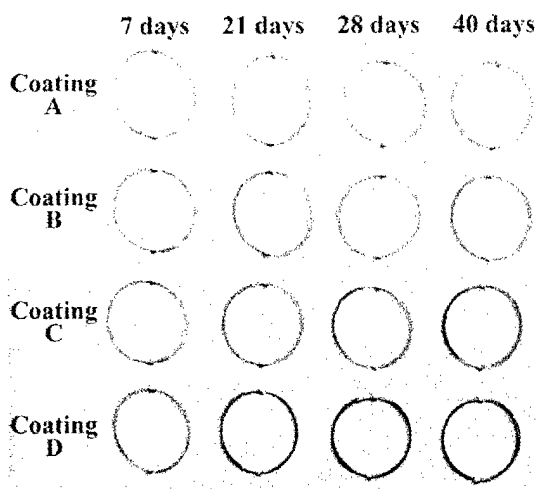 7 days 21 days 28 days 40 days
Coating
A
Coating
B
Coating
C
Coating
D